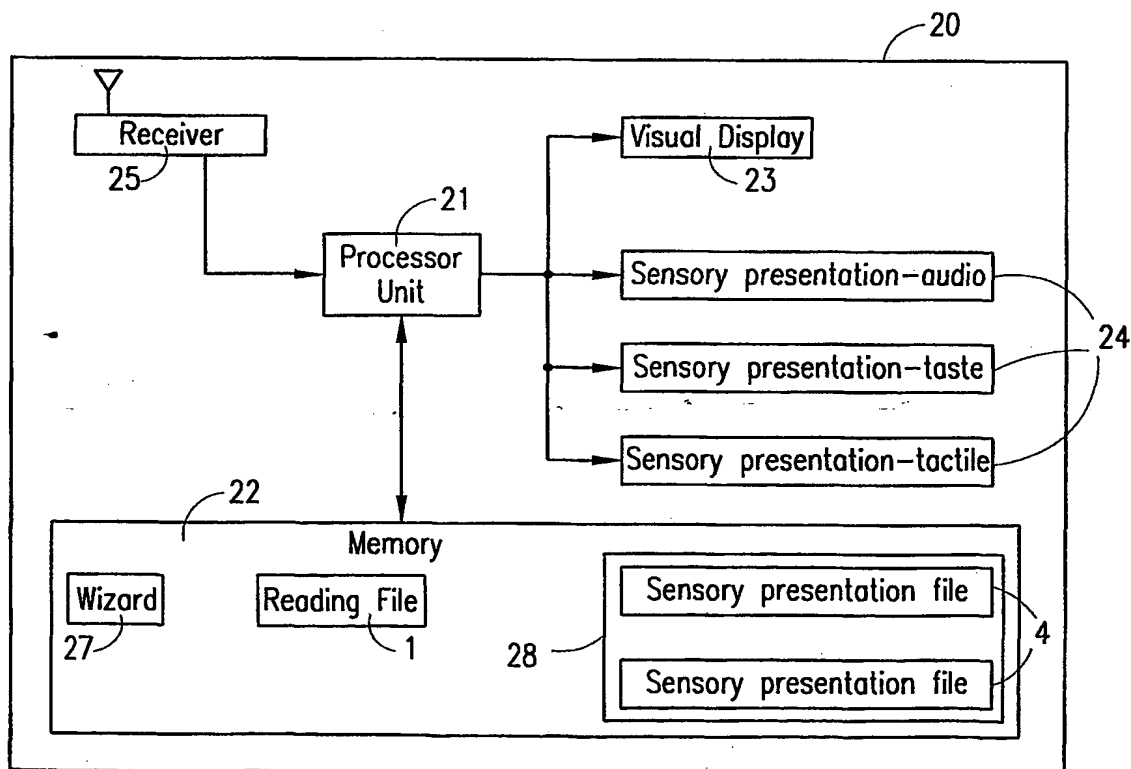 20
Receiver
25
Visual Display
23
21
Processor
Unit
Sensory presentation-audio
24
Sensory presentation-taste
Sensory presentation-tactile
22
Memory
Wizard
27
Reading File
1
28
Sensory presentation file
4
Sensory presentation file